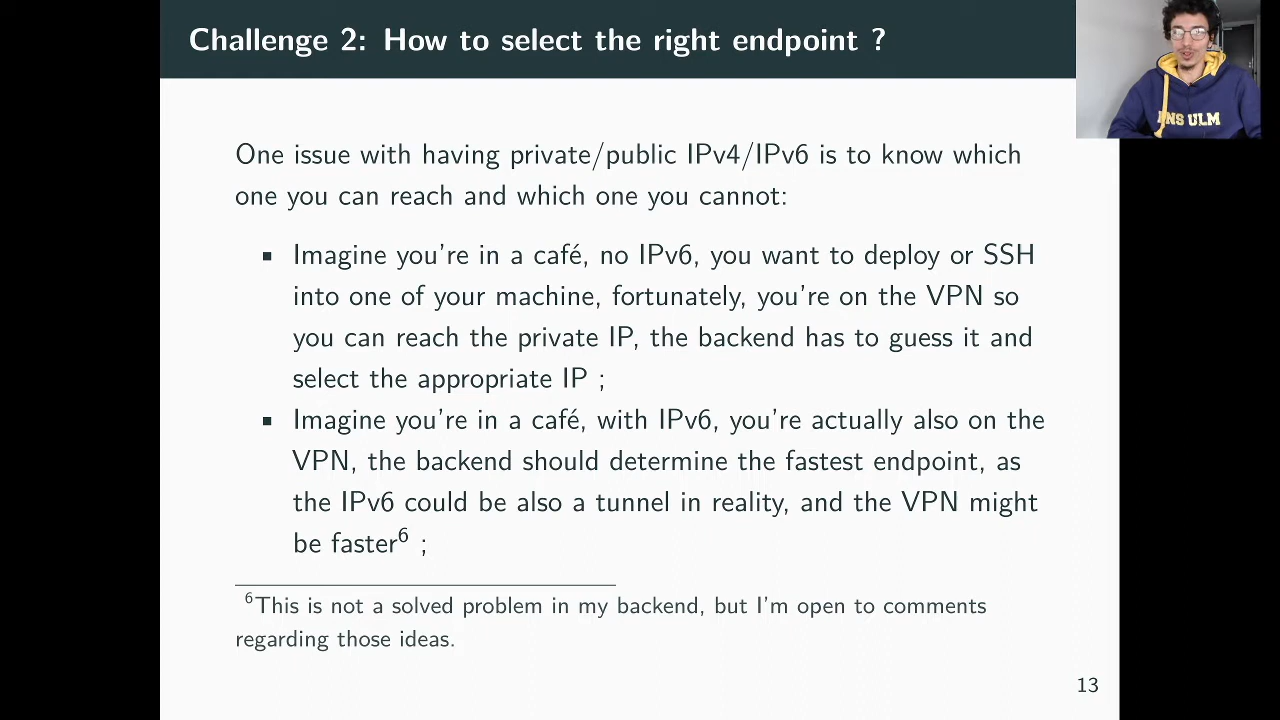 Challenge 2: How to select the right endpoint ?
ENS ULM
One issue with having private/public IPv4/IPv6 is to know which
one you can reach and which one you cannot:
▪ Imagine you're in a café, no IPv6, you want to deploy or SSH
into one of your machine, fortunately, you're on the VPN so
you can reach the private IP, the backend has to guess it and
select the appropriate IP ;
▪ Imagine you're in a café, with IPv6, you're actually also on the
VPN, the backend should determine the fastest endpoint, as
the IPv6 could be also a tunnel in reality, and the VPN might
be faster⁶ ;
⁶This is not a solved problem in my backend, but I'm open to comments
regarding those ideas.
13